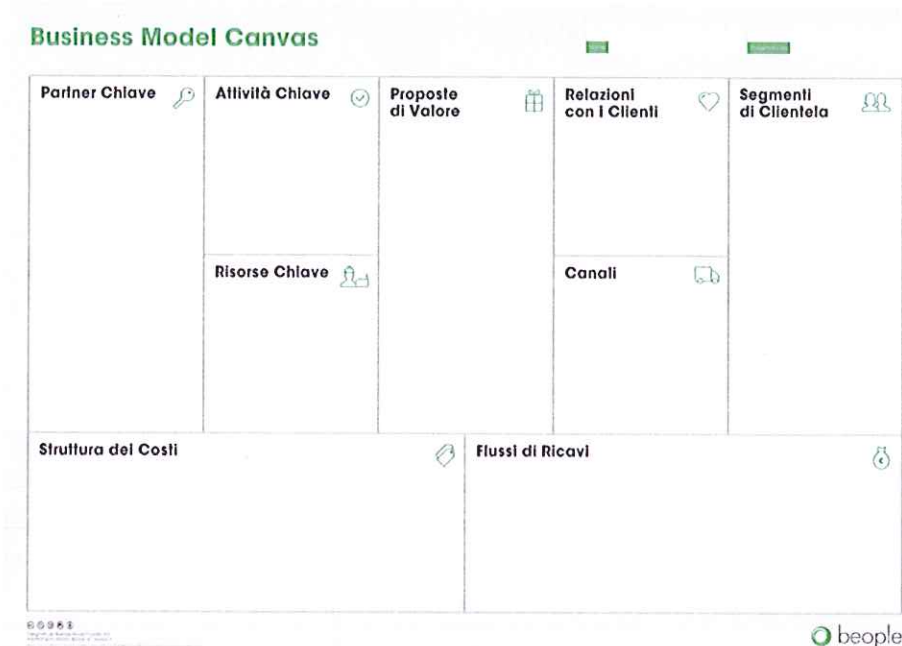 Business Model Canvas
Partner Chiave
Attività Chiave
Proposte
di Valore
Relazioni
con i Clienti
Segmenti
di Clientela
Risorse Chiave
Canali
Struttura dei Costi
Flussi di Ricavi
€
beople